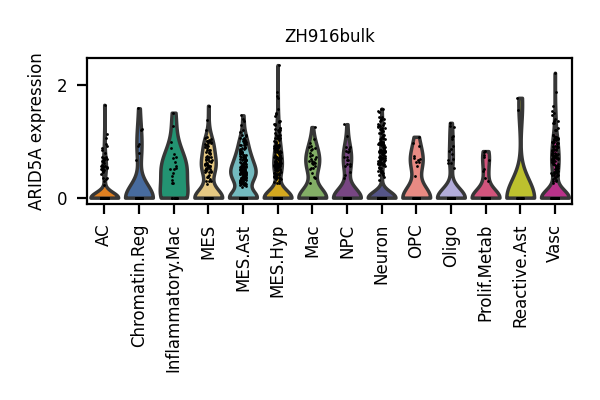 ZH916bulk
ARID5A expression
2
0
AC
Chromatin.Reg
Inflammatory.Mac
MES
MES.Ast
MES.Hyp
Mac
NPC
Neuron
OPC
Oligo
Prolif.Metab
Reactive.Ast
Vasc